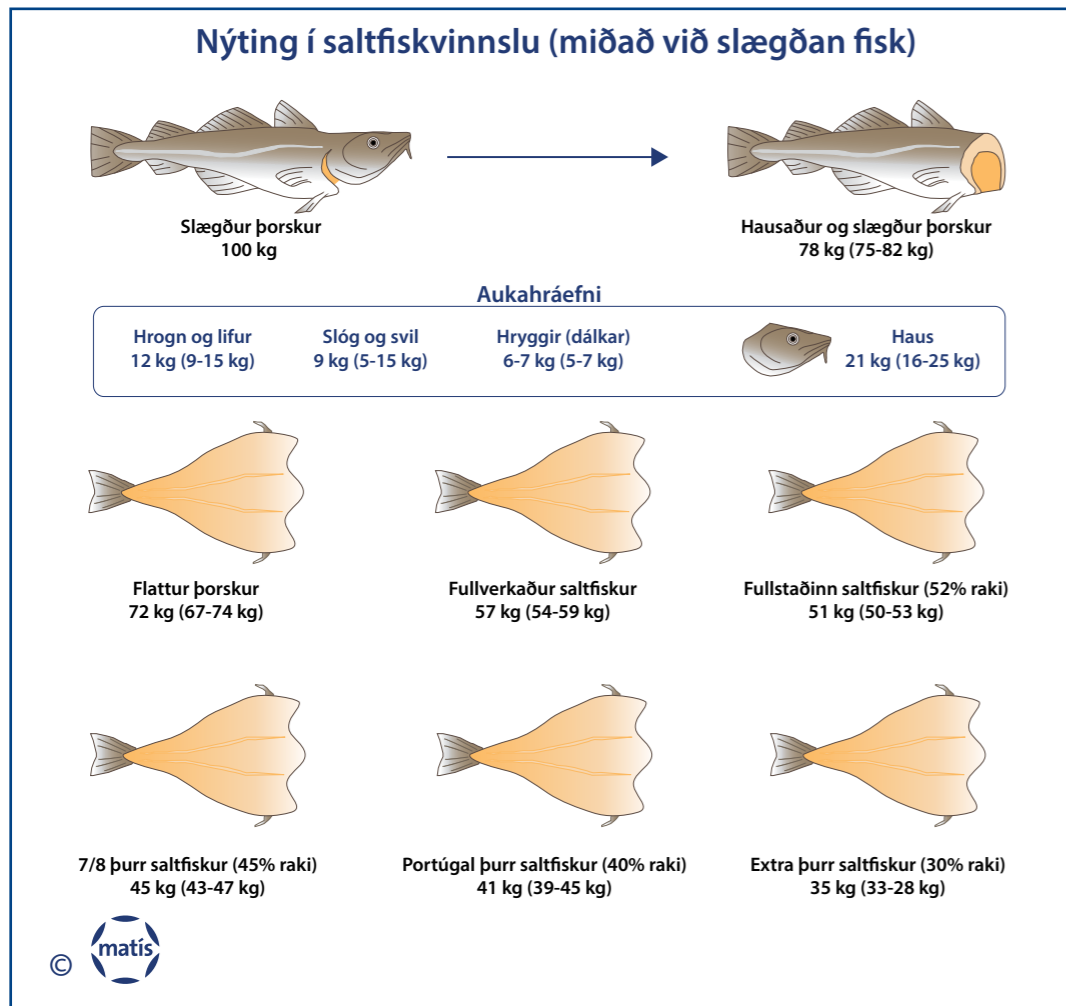 Nýting í saltfiskvinnslu (miðað við slægðan fisk)
Slægður þorskur
100 kg
Hausaður og slægður þorskur
78 kg (75-82 kg)
Aukahráefni
Hrogn og lifur
12 kg (9-15 kg)
Slóg og svil
9 kg (5-15 kg)
Hryggir (dálkar)
6-7 kg (5-7 kg)
Haus
21 kg (16-25 kg)
Flattur þorskur
72 kg (67-74 kg)
Fullverkaður saltfiskur
57 kg (54-59 kg)
Fullstaðinn saltfiskur (52% raki)
51 kg (50-53 kg)
7/8 þurr saltfiskur (45% raki)
45 kg (43-47 kg)
Portúgal þurr saltfiskur (40% raki)
41 kg (39-45 kg)
Extra þurr saltfiskur (30% raki)
35 kg (33-28 kg)
© matís